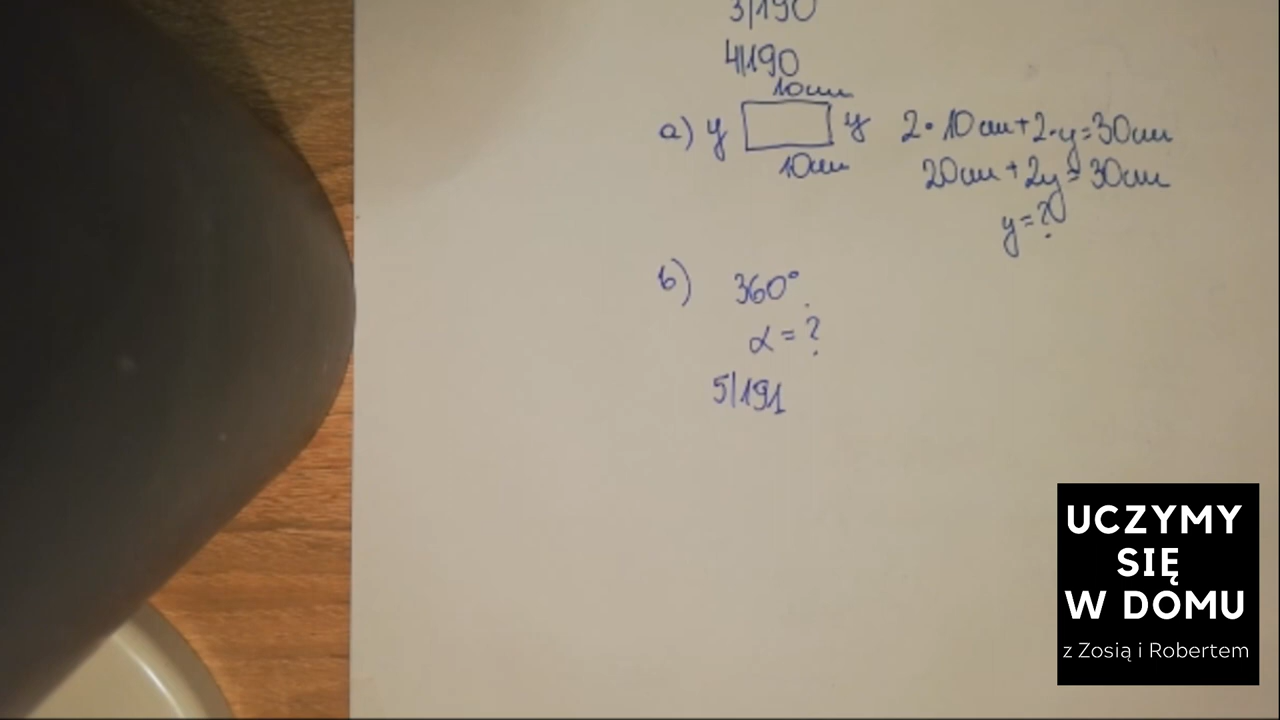 3/190
4/190
10cm
a) y y 2·10cm+2·y=30cm
10cm
20cm+2y=30cm
y=?
b) 360°
α=?
5/191
UCZYMY
SIĘ
W DOMU
z Zosią i Robertem